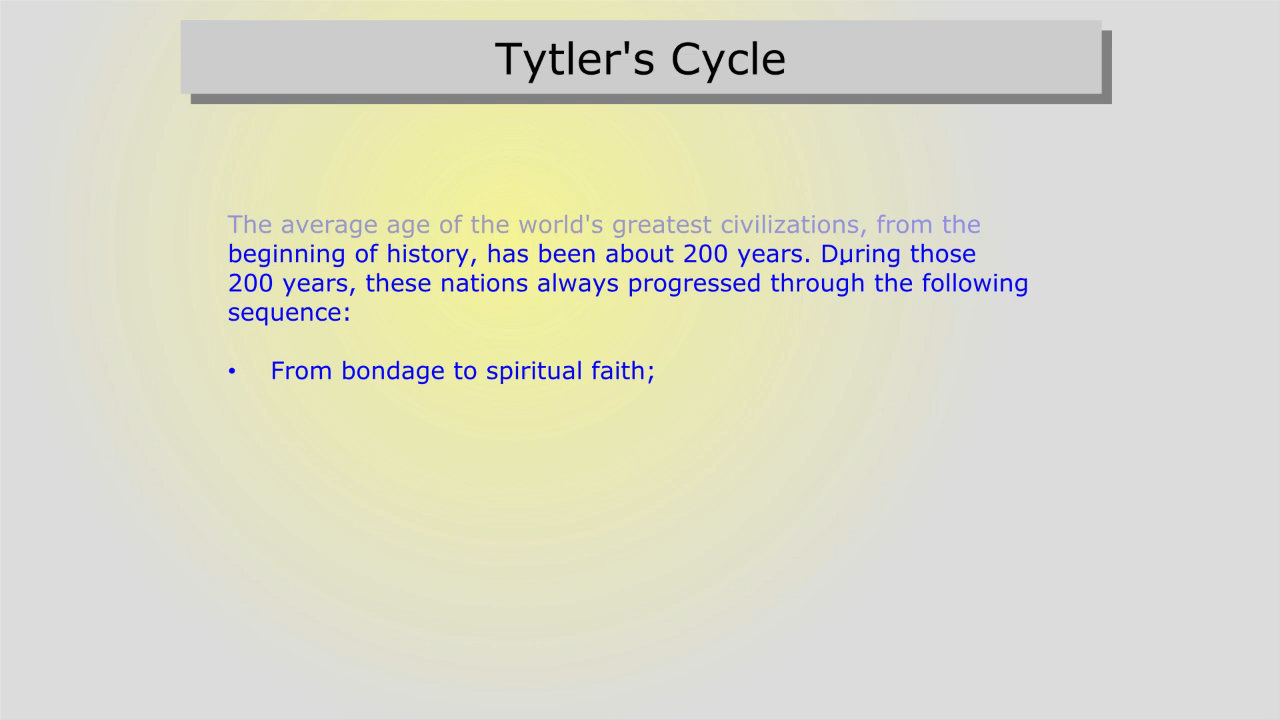 Tytler's Cycle
The average age of the world's greatest civilizations, from the
beginning of history, has been about 200 years. During those
200 years, these nations always progressed through the following
sequence:
• From bondage to spiritual faith;